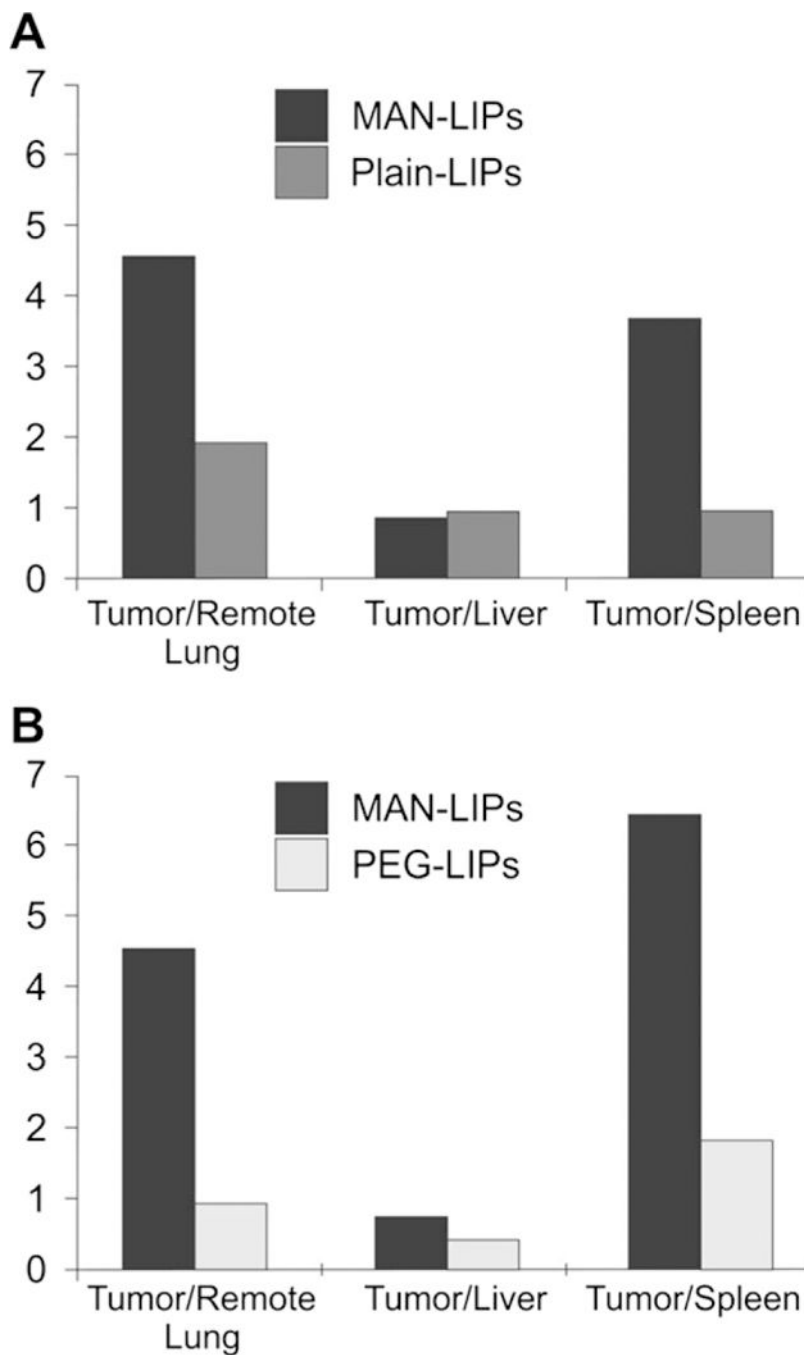 A
7
6
5
4
3
2
1
0
MAN-LIPs
Plain-LIPs
Tumor/Remote Lung
Tumor/Liver
Tumor/Spleen
B
7
6
5
4
3
2
1
0
MAN-LIPs
PEG-LIPs
Tumor/Remote Lung
Tumor/Liver
Tumor/Spleen